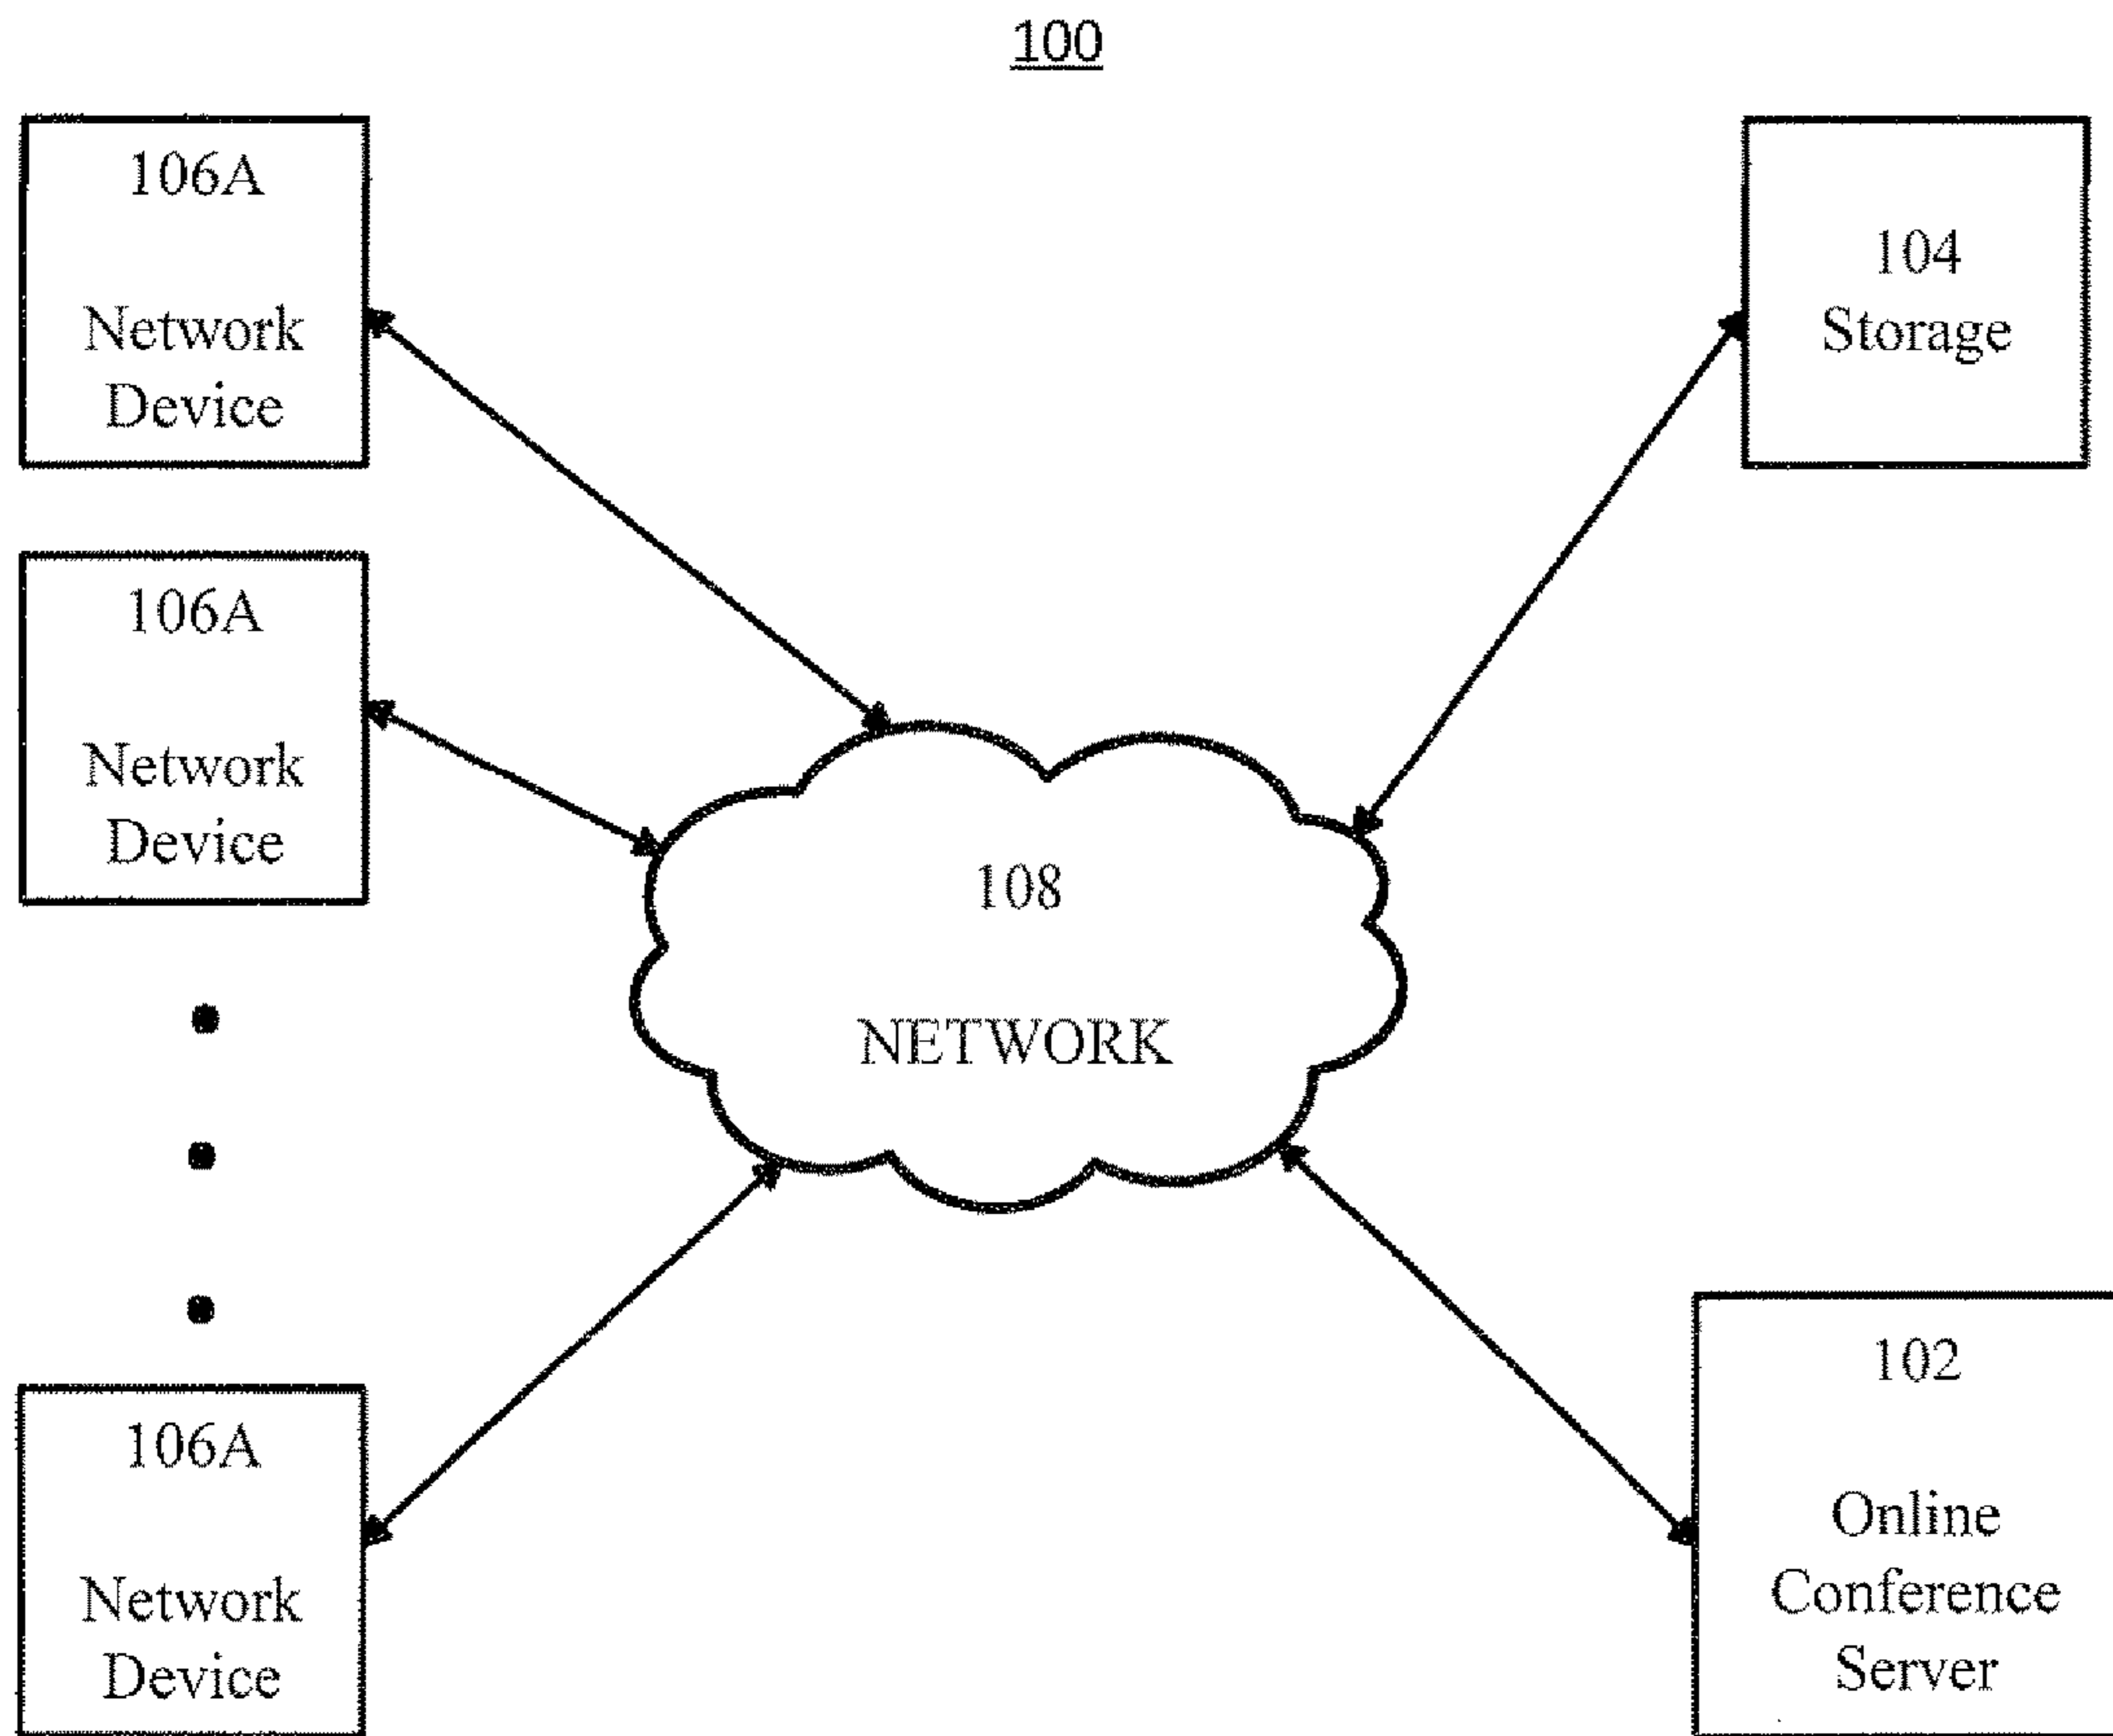 100
106A
Network
Device
104
Storage
106A
Network
Device
108
NETWORK
106A
Network
Device
102
Online
Conference
Server